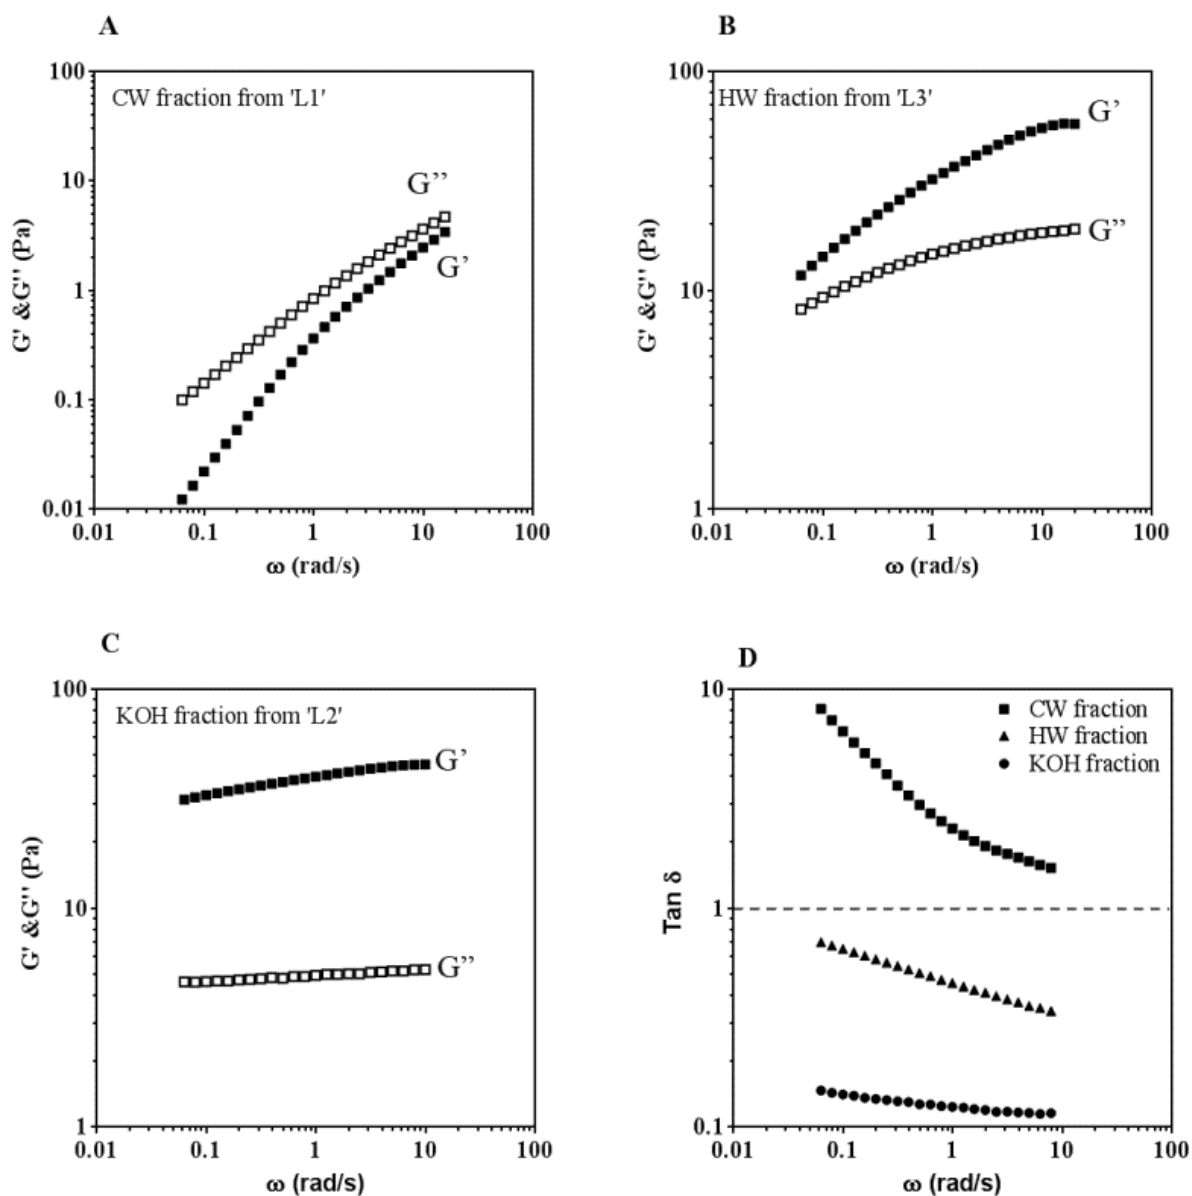 A
100
10
1
0.1
0.01
G' &G'' (Pa)
CW fraction from 'L1'
G’’
G’
0.01 0.1 1 10 100
ω (rad/s)
B
100
10
1
G' &G'' (Pa)
HW fraction from 'L3'
G’
G’’
0.01 0.1 1 10 100
ω (rad/s)
C
100
10
1
G' &G'' (Pa)
KOH fraction from 'L2'
G’
G’’
0.01 0.1 1 10 100
ω (rad/s)
D
10
1
0.1
Tan δ
CW fraction
HW fraction
KOH fraction
0.01 0.1 1 10 100
ω (rad/s)